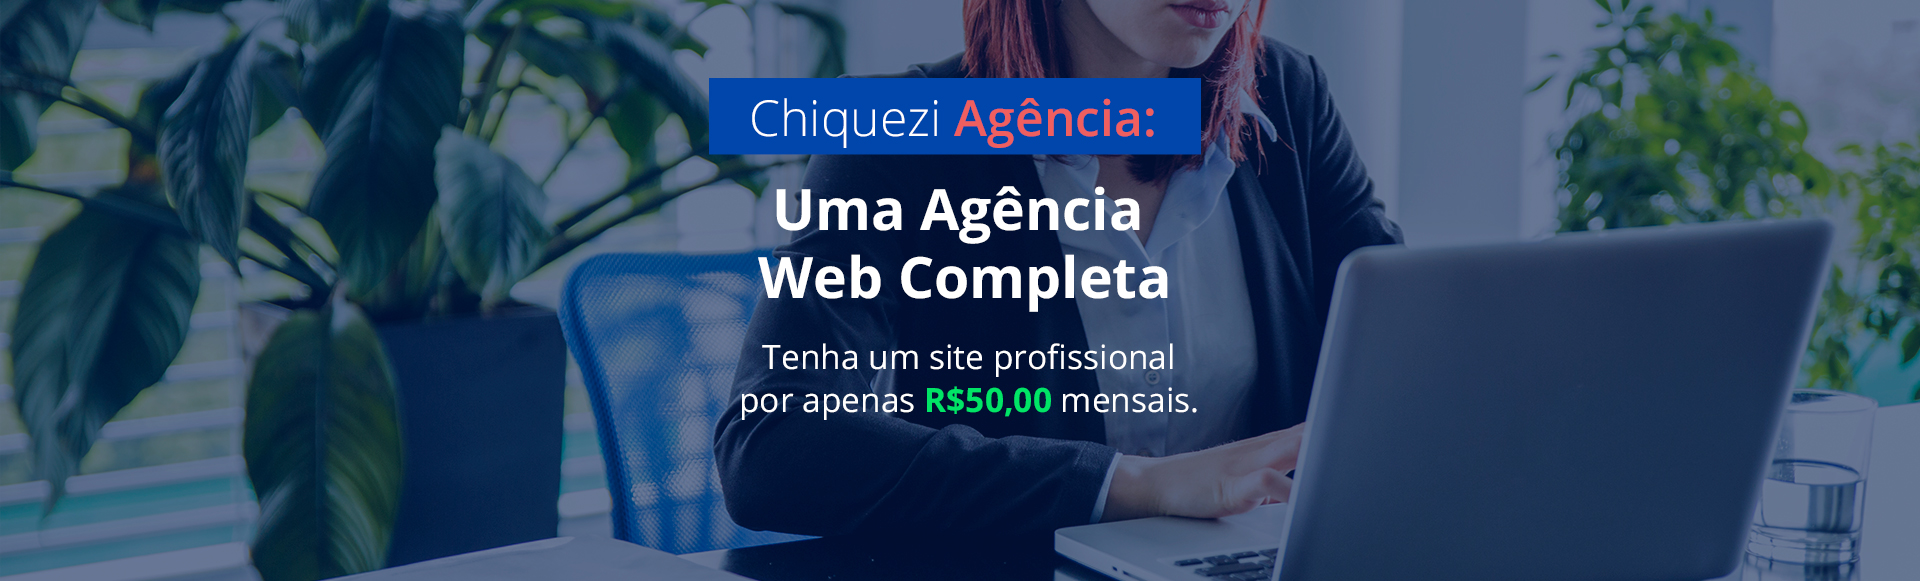 Chiquezi Agência:
Uma Agência
Web Completa
Tenha um site profissional
por apenas R$50,00 mensais.